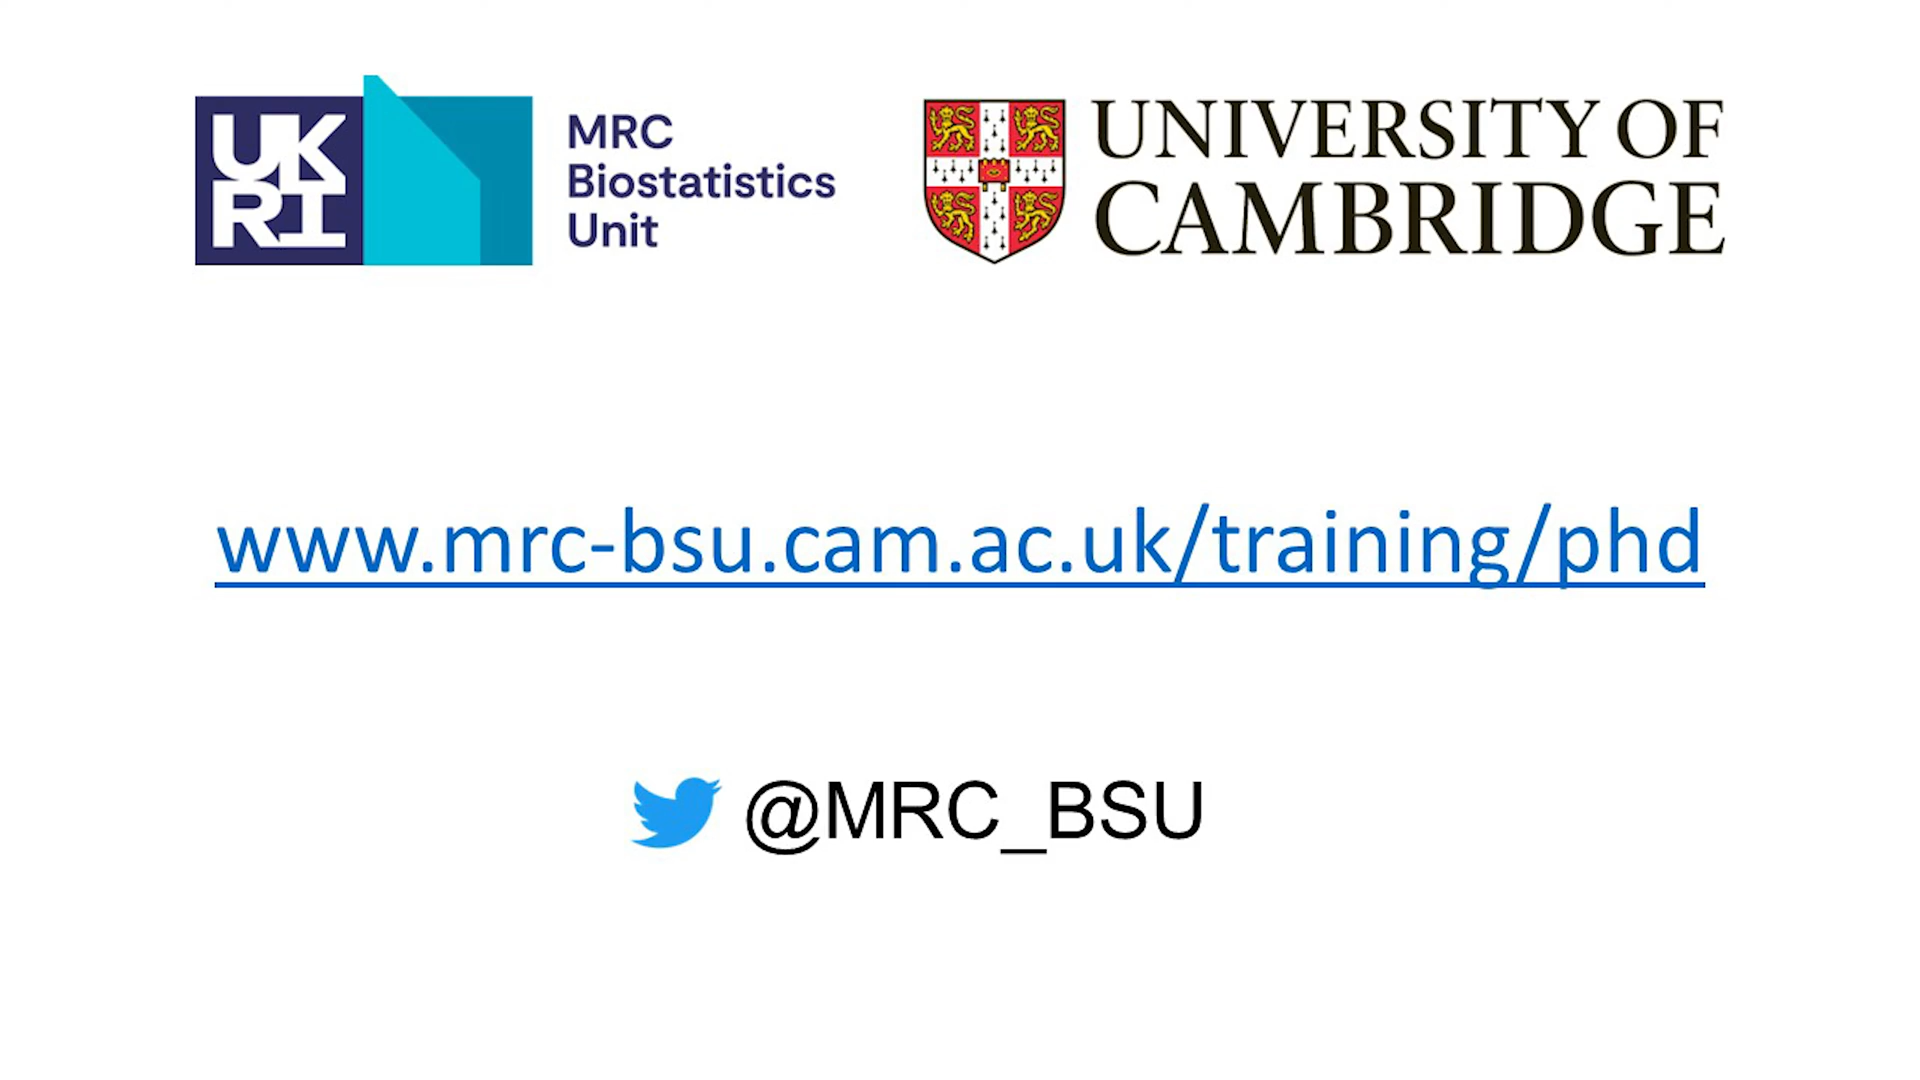 UK
RI
MRC
Biostatistics
Unit
UNIVERSITY OF
CAMBRIDGE
www.mrc-bsu.cam.ac.uk/training/phd
@MRC_BSU